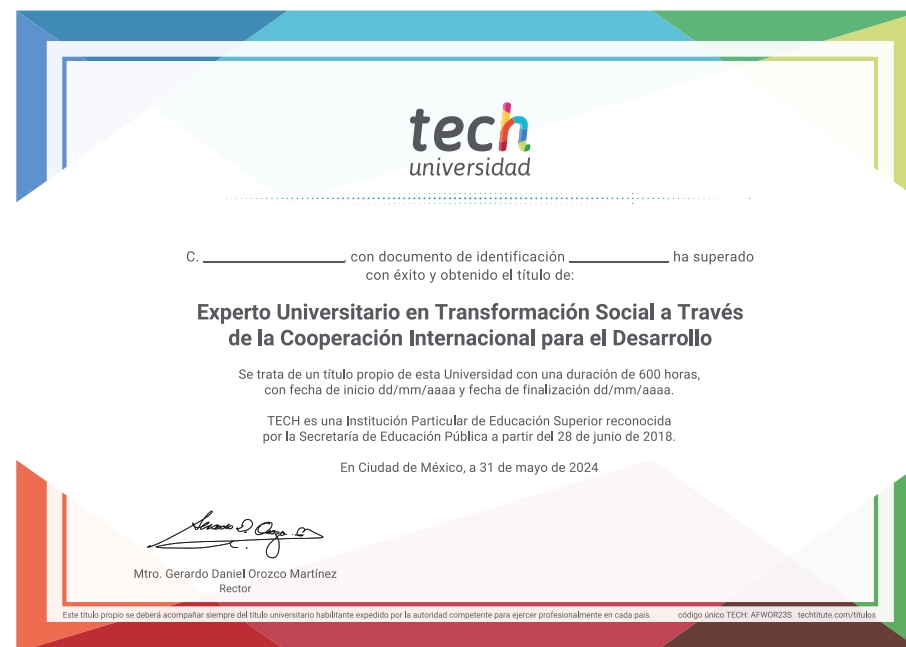 tech
universidad
C. ____________, con documento de identificación ____________ ha superado
con éxito y obtenido el título de:
Experto Universitario en Transformación Social a Través
de la Cooperación Internacional para el Desarrollo
Se trata de un título propio de esta Universidad con una duración de 600 horas,
con fecha de inicio dd/mm/aaaa y fecha de finalización dd/mm/aaaa.
TECH es una Institución Particular de Educación Superior reconocida
por la Secretaría de Educación Pública a partir del 28 de junio de 2018.
En Ciudad de México, a 31 de mayo de 2024
Mtro. Gerardo Daniel Orozco Martínez
Rector
Este título propio se deberá acompañar siempre del título universitario habilitante expedido por la autoridad competente para ejercer profesionalmente en cada país. código único TECH: AFWOR23S techtitute.com/titulos